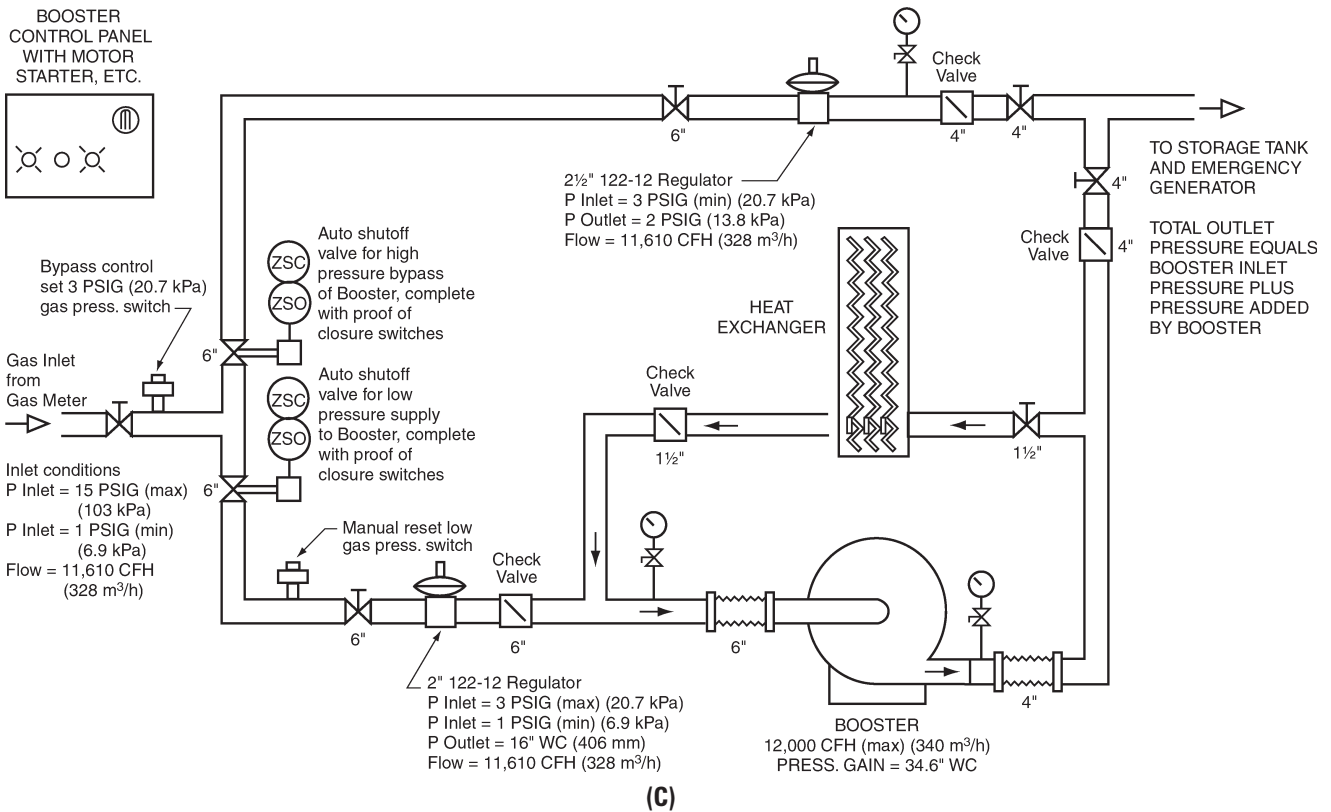 BOOSTER
CONTROL PANEL
WITH MOTOR
STARTER, ETC.
Check
Valve
6"
4"
4"
TO STORAGE TANK
AND EMERGENCY
GENERATOR
4"
2½" 122-12 Regulator
P Inlet = 3 PSIG (min) (20.7 kPa)
P Outlet = 2 PSIG (13.8 kPa)
Flow = 11,610 CFH (328 m³/h)
Check
Valve
4"
TOTAL OUTLET
PRESSURE EQUALS
BOOSTER INLET
PRESSURE PLUS
PRESSURE ADDED
BY BOOSTER
ZSC
ZSO
Auto shutoff
valve for high
pressure bypass
of Booster, complete
with proof of
closure switches
Bypass control
set 3 PSIG (20.7 kPa)
gas press. switch
HEAT
EXCHANGER
6"
Gas Inlet
from
Gas Meter
ZSC
ZSO
Auto shutoff
valve for low
pressure supply
to Booster, complete
with proof of
closure switches
Check
Valve
1½"
1½"
Inlet conditions
P Inlet = 15 PSIG (max)
(103 kPa)
P Inlet = 1 PSIG (min)
(6.9 kPa)
Flow = 11,610 CFH
(328 m³/h)
6"
Manual reset low
gas press. switch
Check
Valve
6"
6"
6"
4"
2" 122-12 Regulator
P Inlet = 3 PSIG (max) (20.7 kPa)
P Inlet = 1 PSIG (min) (6.9 kPa)
P Outlet = 16" WC (406 mm)
Flow = 11,610 CFH (328 m³/h)
BOOSTER
12,000 CFH (max) (340 m³/h)
PRESS. GAIN = 34.6" WC
(C)